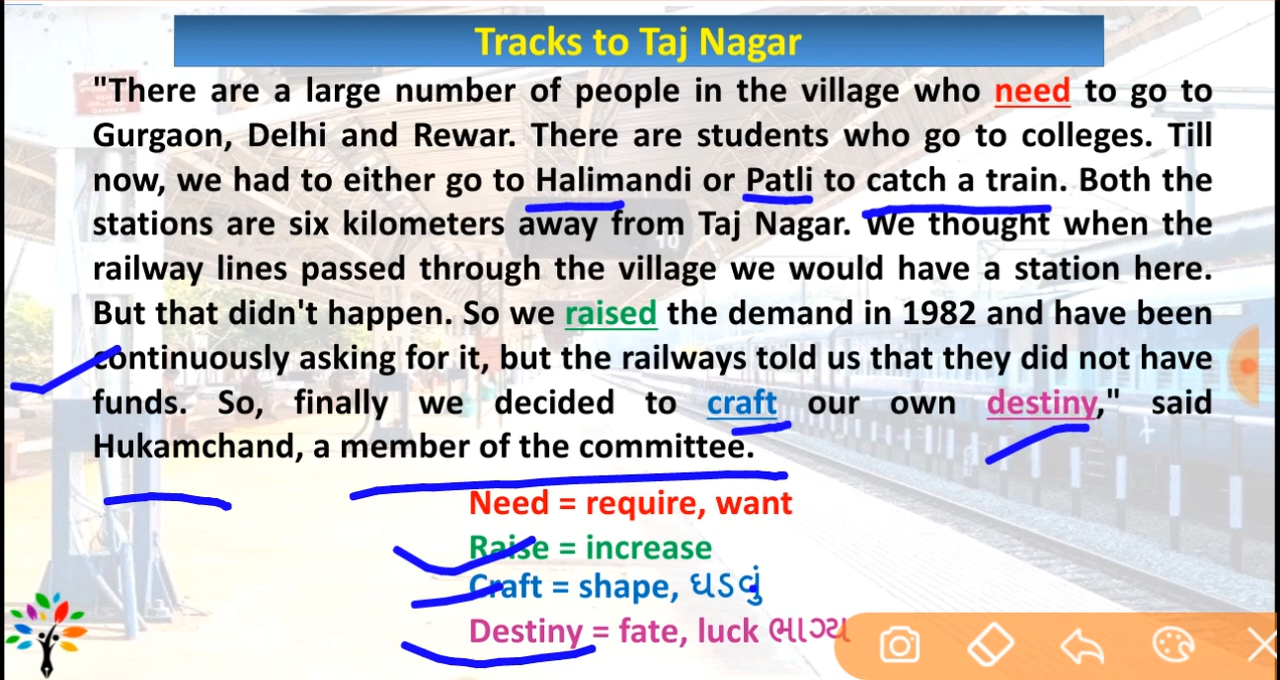 Tracks to Taj Nagar
"There are a large number of people in the village who need to go to
Gurgaon, Delhi and Rewar. There are students who go to colleges. Till
now, we had to either go to Halimandi or Patli to catch a train. Both the
stations are six kilometers away from Taj Nagar. We thought when the
railway lines passed through the village we would have a station here.
But that didn't happen. So we raised the demand in 1982 and have been
continuously asking for it, but the railways told us that they did not have
funds. So, finally we decided to craft our own destiny," said
Hukamchand, a member of the committee.
Need = require, want
Raise = increase
Craft = shape, ઘડવું
Destiny = fate, luck ભાગ્ય